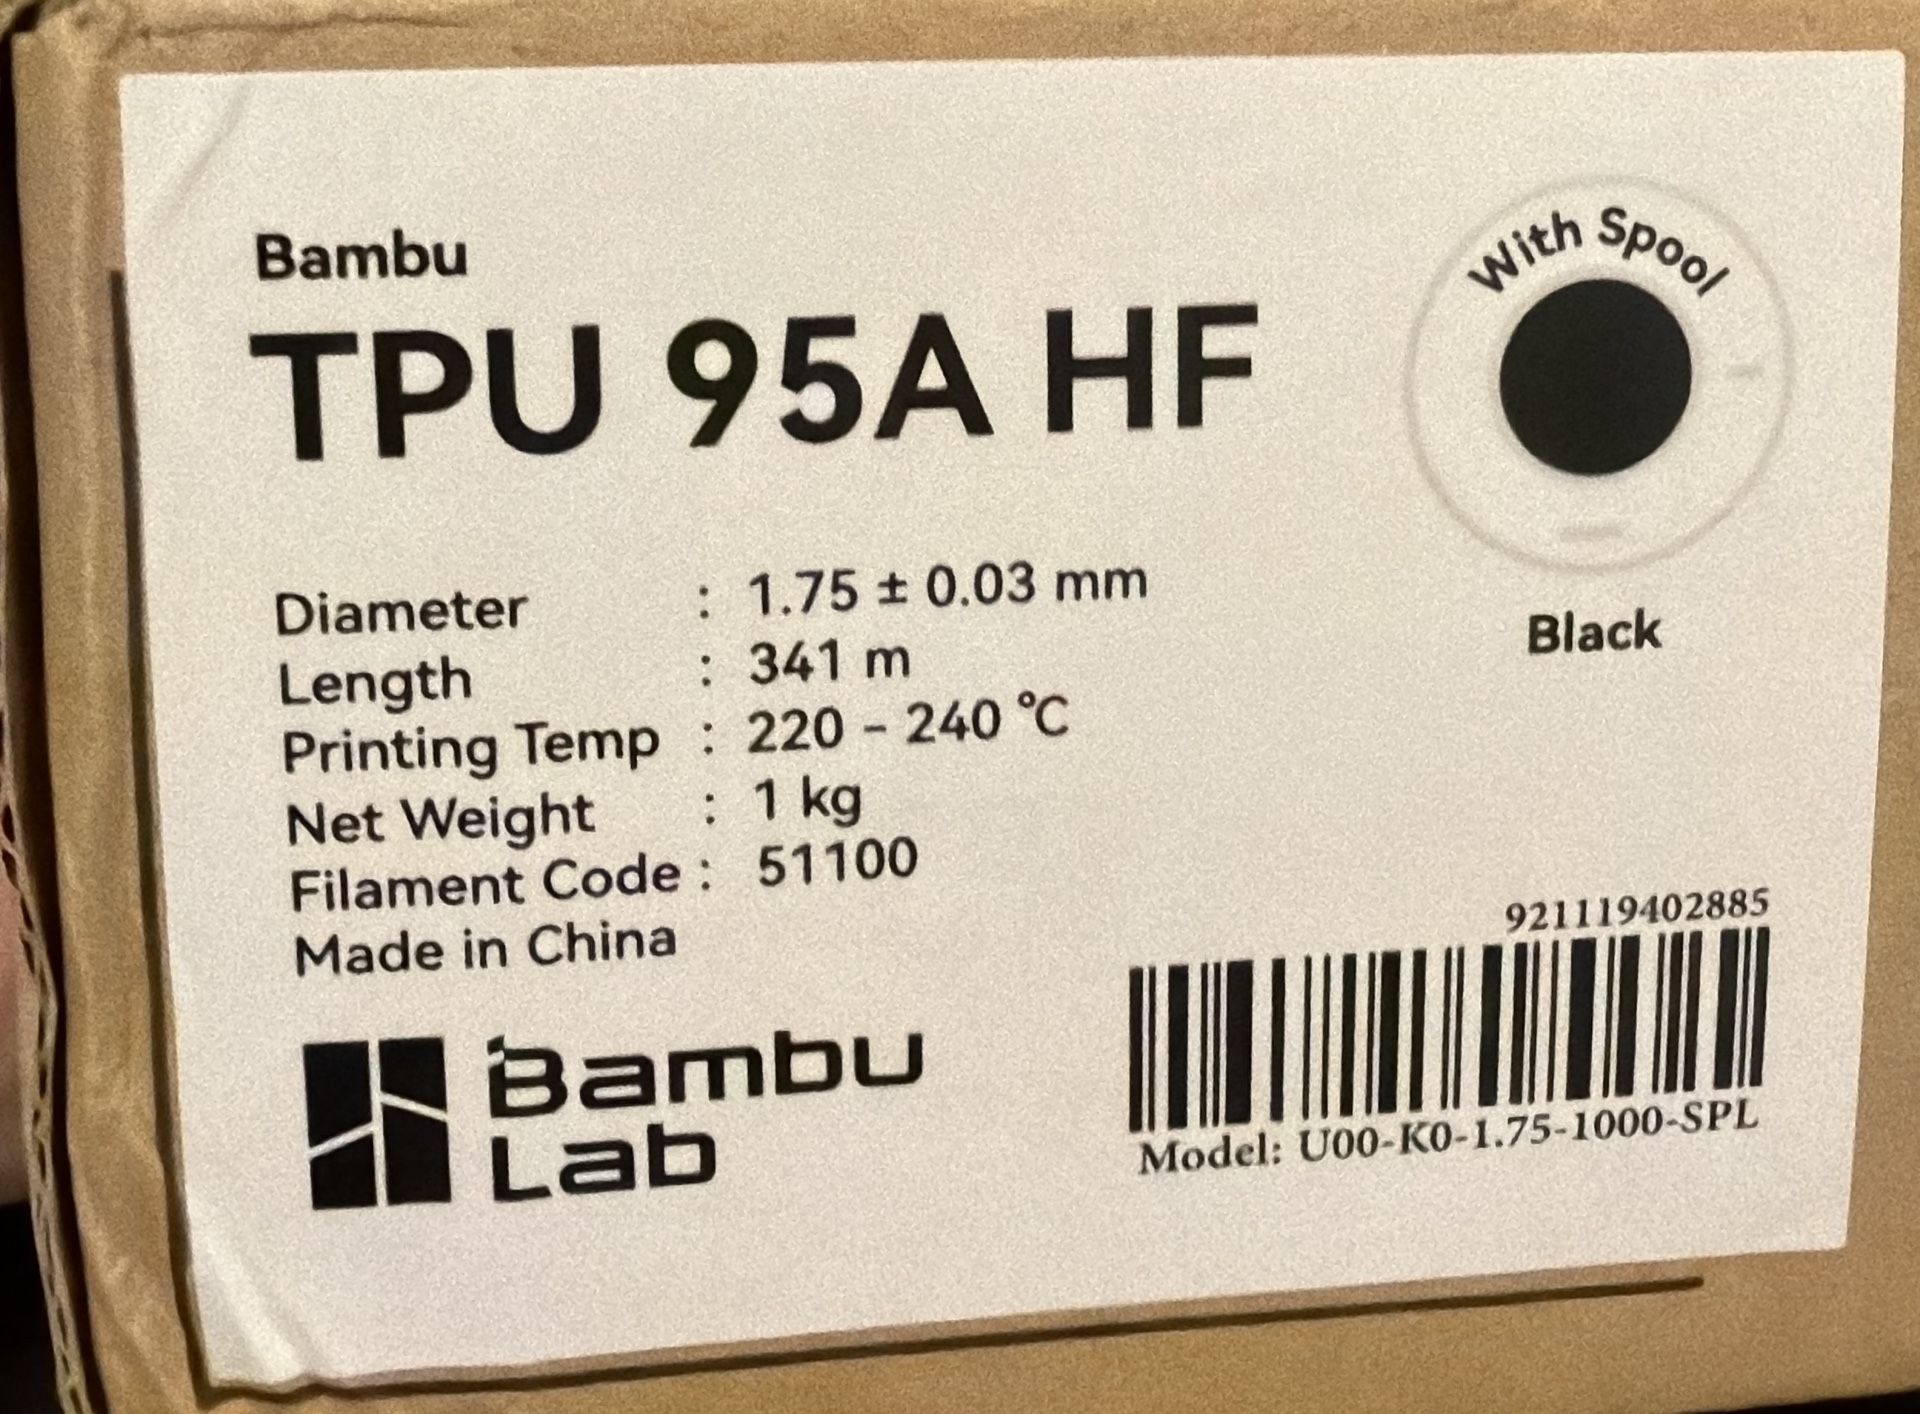 Bambu
TPU 95A HF
With Spool
Black
Diameter : 1.75 ± 0.03 mm
Length : 341 m
Printing Temp : 220 - 240 °C
Net Weight : 1 kg
Filament Code : 51100
Made in China
Bambu
Lab
921119402885
Model: U00-K0-1.75-1000-SPL